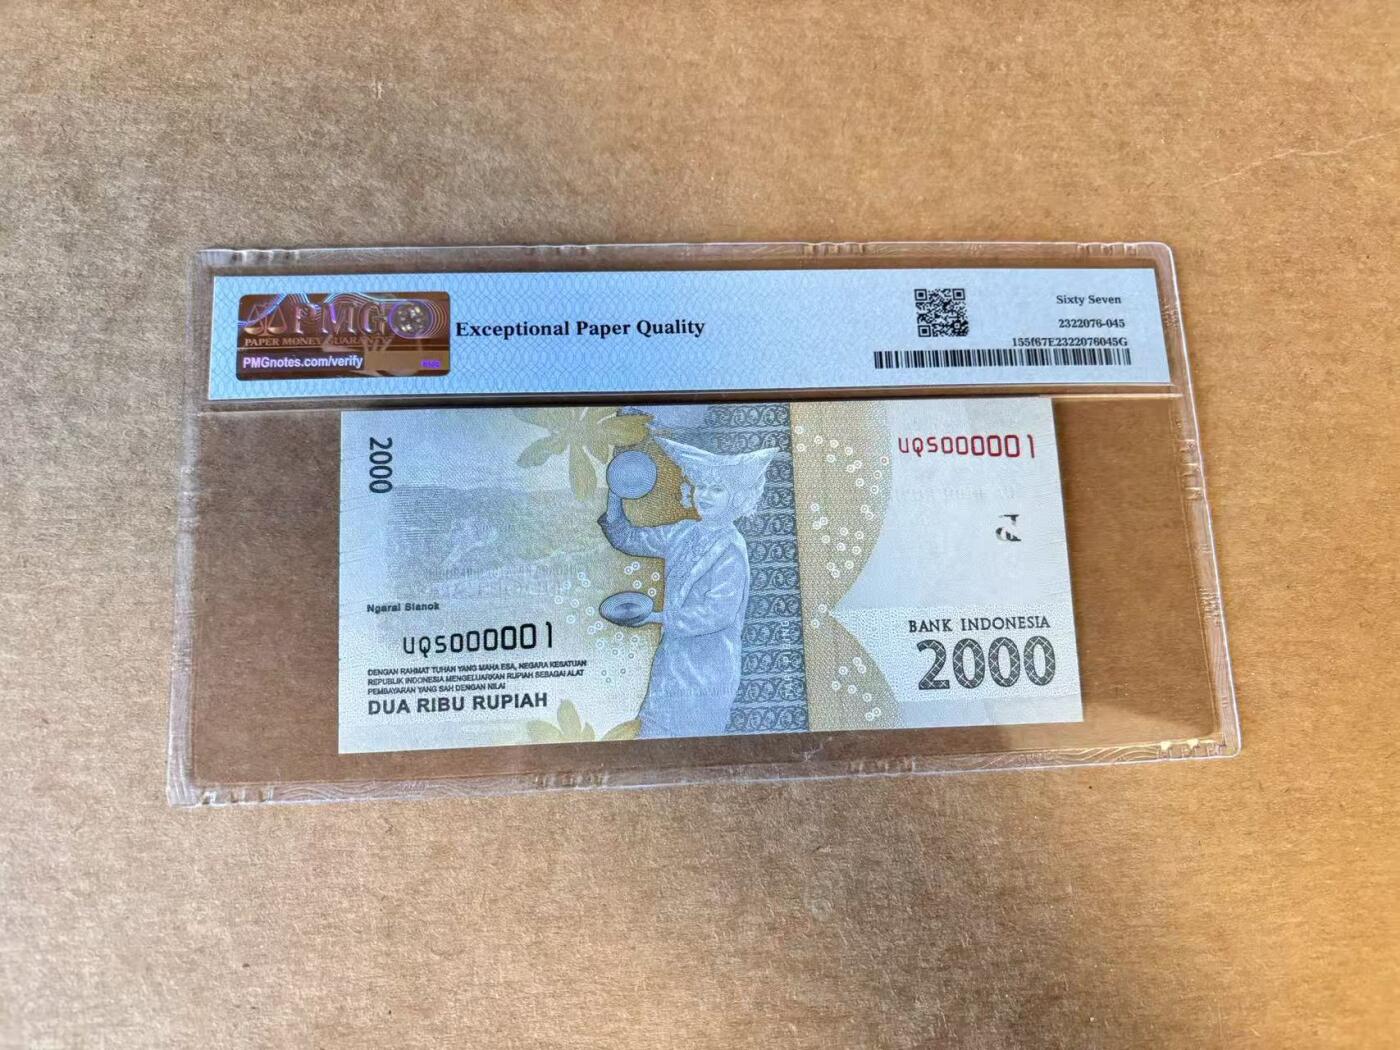 PMG
PAPER MONEY GUARANTY
PMGnotes.com/verify
Exceptional Paper Quality
Sixty Seven
2322076-045
155f67E2322076045G
2000
UQS000001
Ngarai Sianok
UQS000001
DENGAN RAHMAT TUHAN YANG MAHA ESA, NEGARA KESATUAN
REPUBLIK INDONESIA MENGELUARKAN RUPIAH SEBAGAI ALAT
PEMBAYARAN YANG SAH DENGAN NILAI
DUA RIBU RUPIAH
BANK INDONESIA
2000